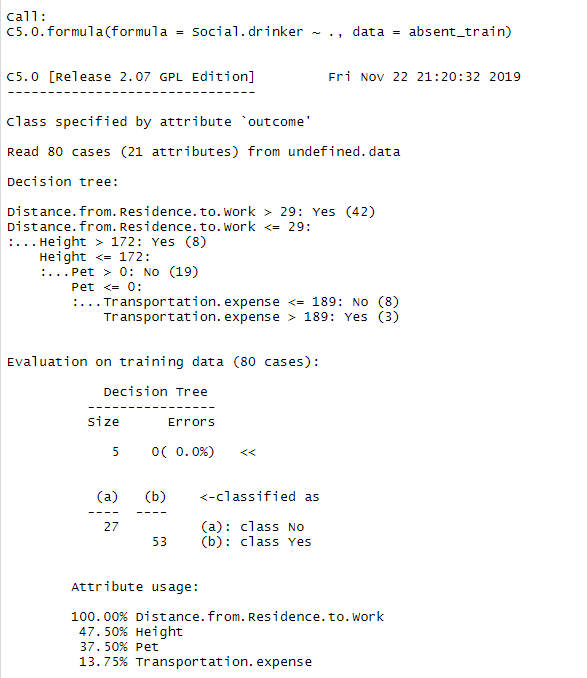 Call:
C5.0.formula(formula = Social.drinker ~ ., data = absent_train)
C5.0 [Release 2.07 GPL Edition]         Fri Nov 22 21:20:32 2019
-------------------------------
Class specified by attribute `outcome'
Read 80 cases (21 attributes) from undefined.data
Decision tree:
Distance.from.Residence.to.Work > 29: Yes (42)
Distance.from.Residence.to.Work <= 29:
:...Height > 172: Yes (8)
    Height <= 172:
    :...Pet > 0: No (19)
        Pet <= 0:
        :...Transportation.expense <= 189: No (8)
            Transportation.expense > 189: Yes (3)
Evaluation on training data (80 cases):
            Decision Tree
          ----------------
          Size      Errors
             5    0( 0.0%)   <<
           (a)   (b)    <-classified as
          ----  ----
            27          (a): class No
                  53    (b): class Yes
        Attribute usage:
        100.00% Distance.from.Residence.to.Work
         47.50% Height
         37.50% Pet
         13.75% Transportation.expense